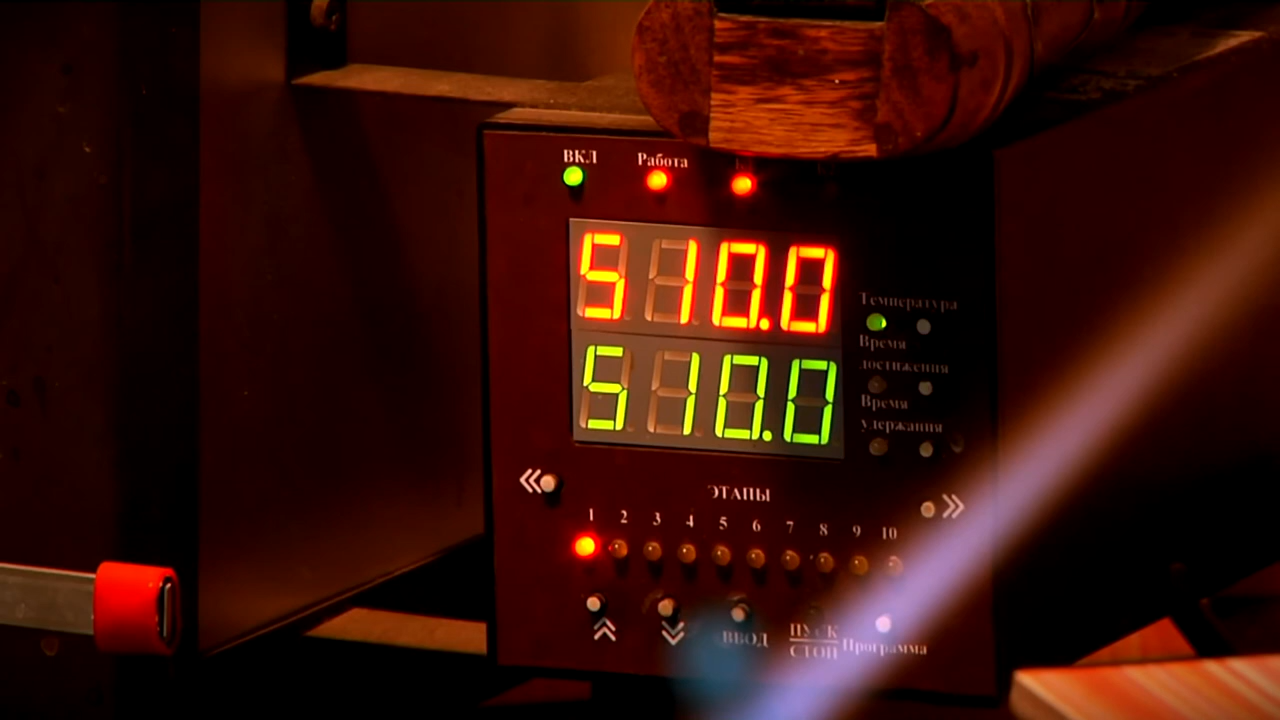 ВКЛ Работа
510.0
510.0
Температура
Время
достижения
Время
удержания
ЭТАПЫ
1 2 3 4 5 6 7 8 9 10
ВВОД ПУСК Программа
СТОП